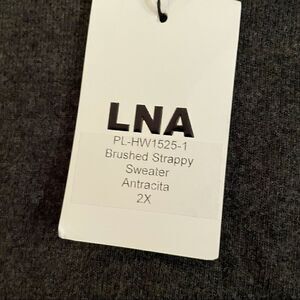 LNA
PL-HW1525-1
Brushed Strappy
Sweater
Antracita
2X